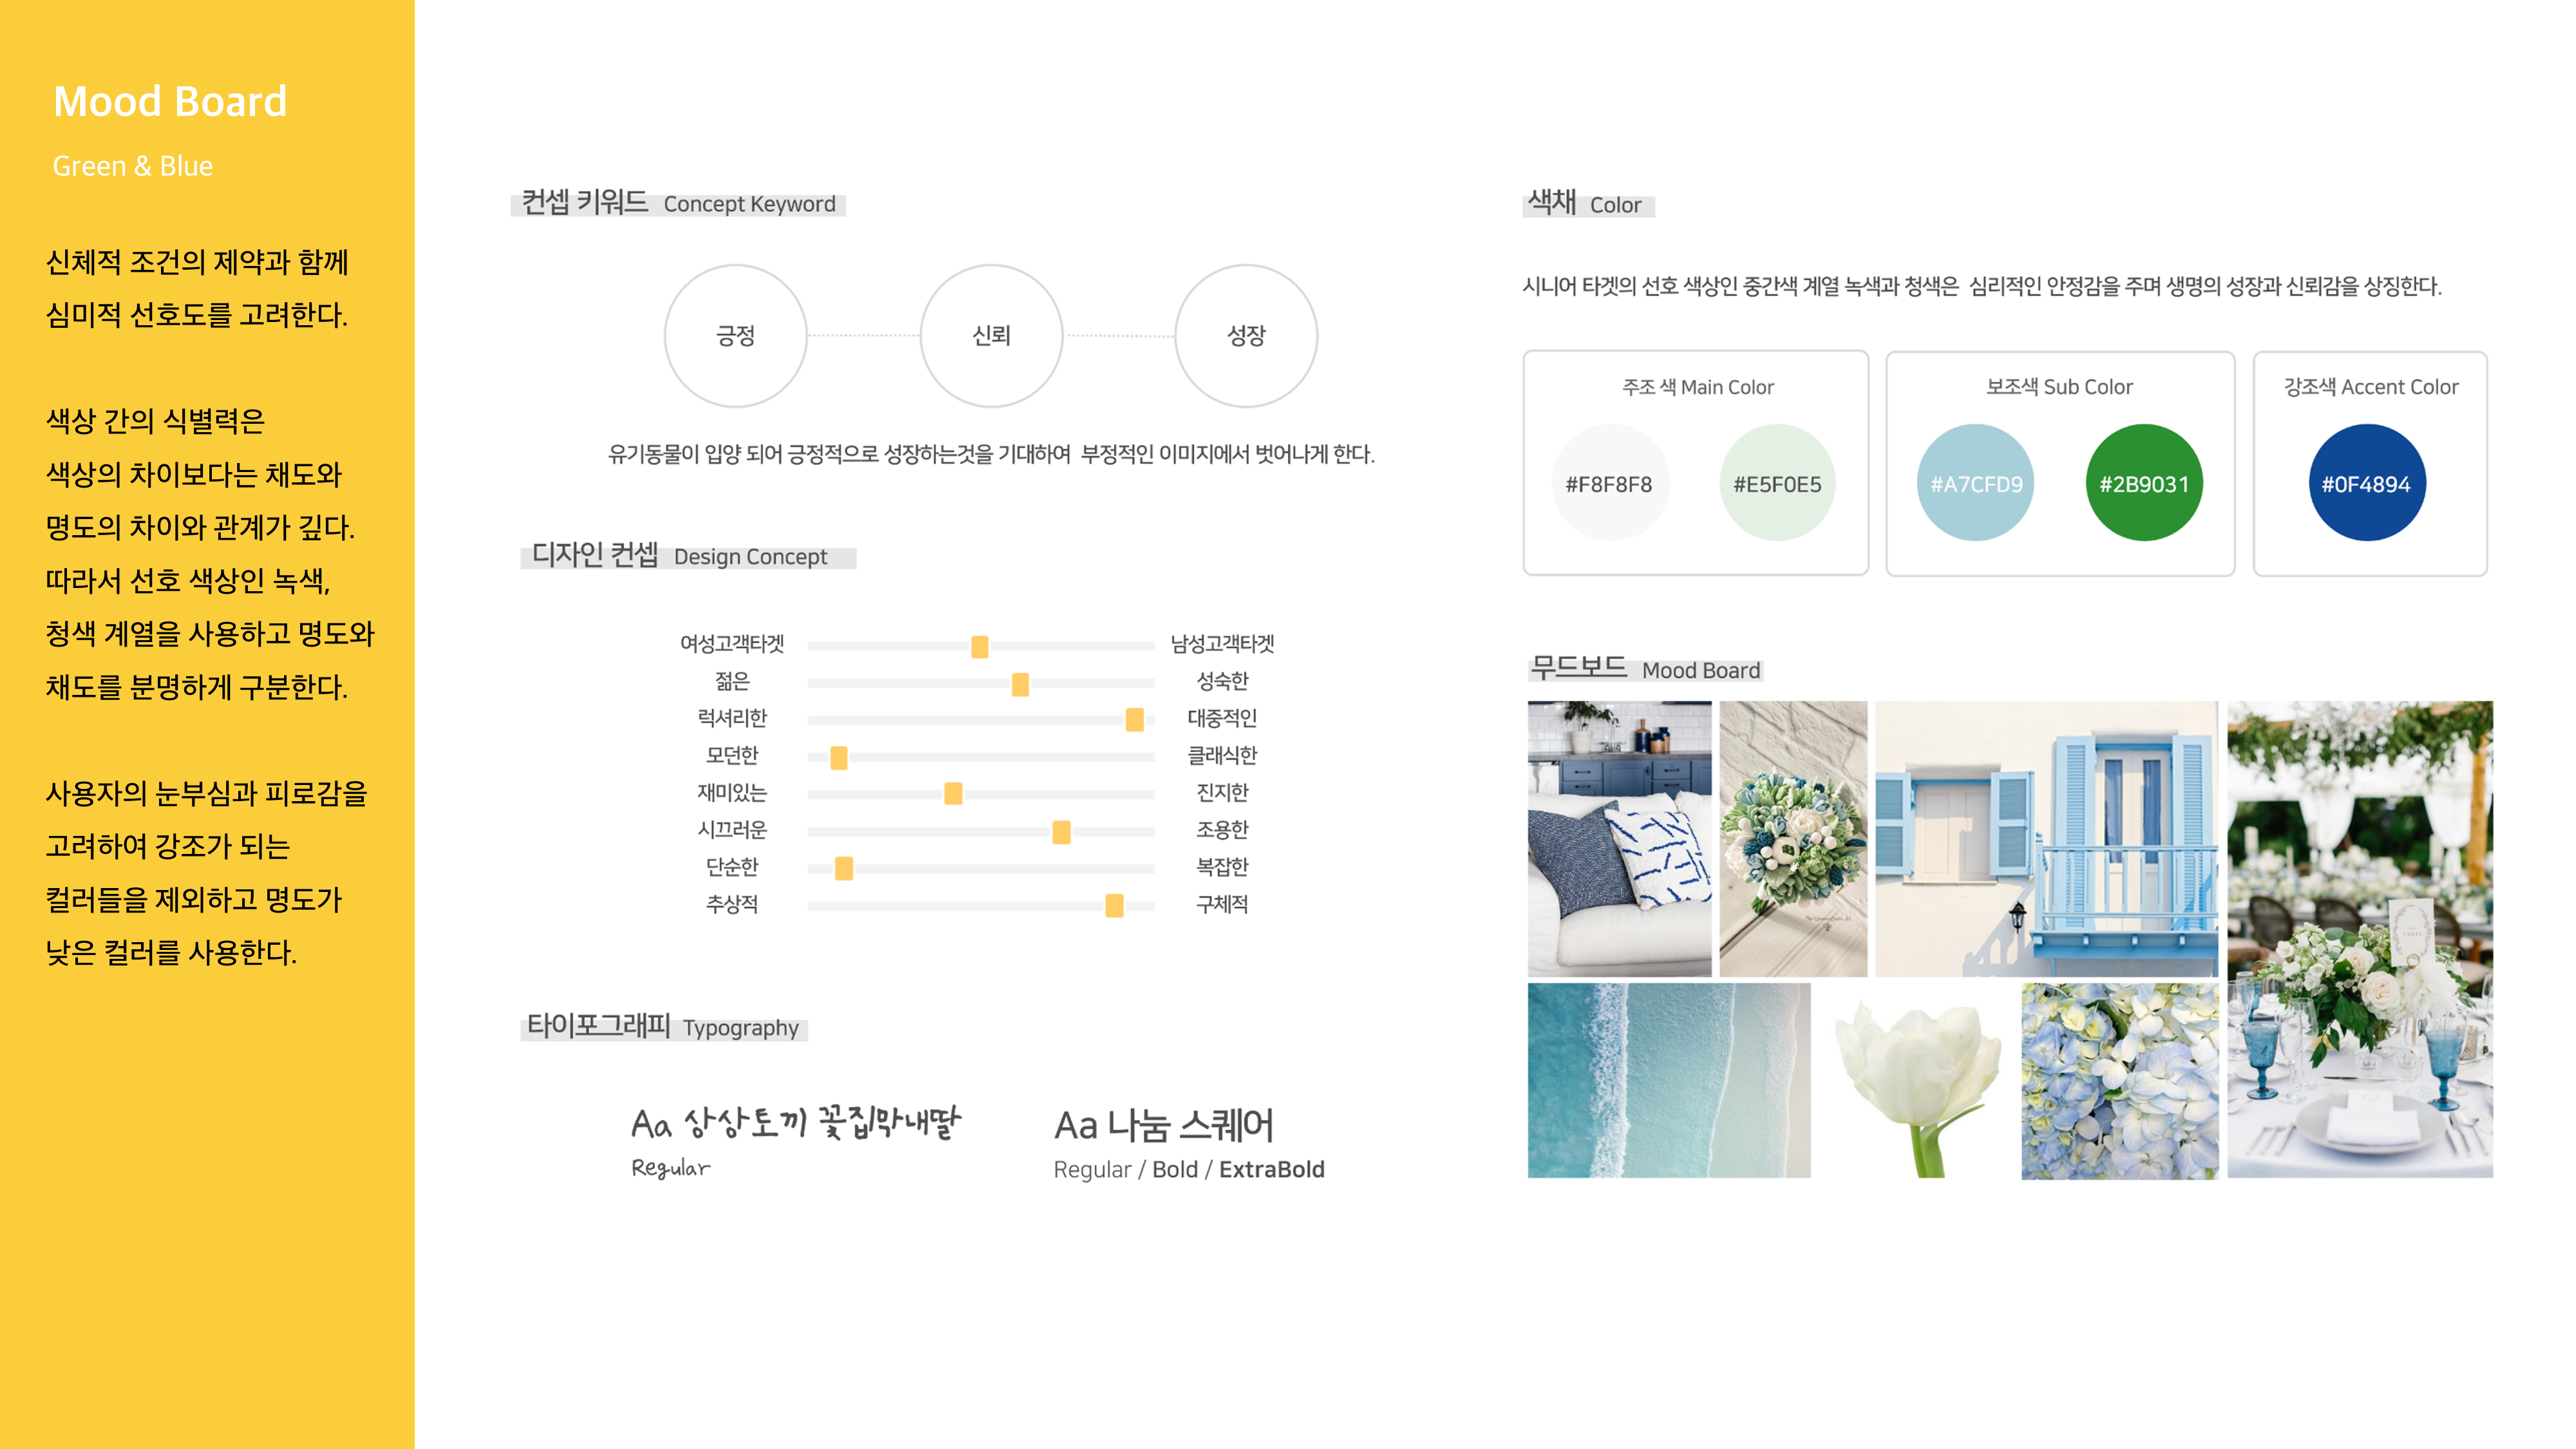 Mood Board
Green & Blue
신체적 조건의 제약과 함께
심미적 선호도를 고려한다.
색상 간의 식별력은
색상의 차이보다는 채도와
명도의 차이와 관계가 깊다.
따라서 선호 색상인 녹색,
청색 계열을 사용하고 명도와
채도를 분명하게 구분한다.
사용자의 눈부심과 피로감을
고려하여 강조가 되는
컬러들을 제외하고 명도가
낮은 컬러를 사용한다.
컨셉 키워드 Concept Keyword
긍정 신뢰 성장
유기동물이 입양 되어 긍정적으로 성장하는것을 기대하여 부정적인 이미지에서 벗어나게 한다.
디자인 컨셉 Design Concept
여성고객타겟 남성고객타겟
젊은 성숙한
럭셔리한 대중적인
모던한 클래식한
재미있는 진지한
시끄러운 조용한
단순한 복잡한
추상적 구체적
타이포그래피 Typography
Aa 상상토끼 꽃집막내딸
Regular
Aa 나눔 스퀘어
Regular / Bold / ExtraBold
색채 Color
시니어 타겟의 선호 색상인 중간색 계열 녹색과 청색은 심리적인 안정감을 주며 생명의 성장과 신뢰감을 상징한다.
주조 색 Main Color
#F8F8F8 #E5F0E5
보조색 Sub Color
#A7CFD9 #2B9031
강조색 Accent Color
#0F4894
무드보드 Mood Board